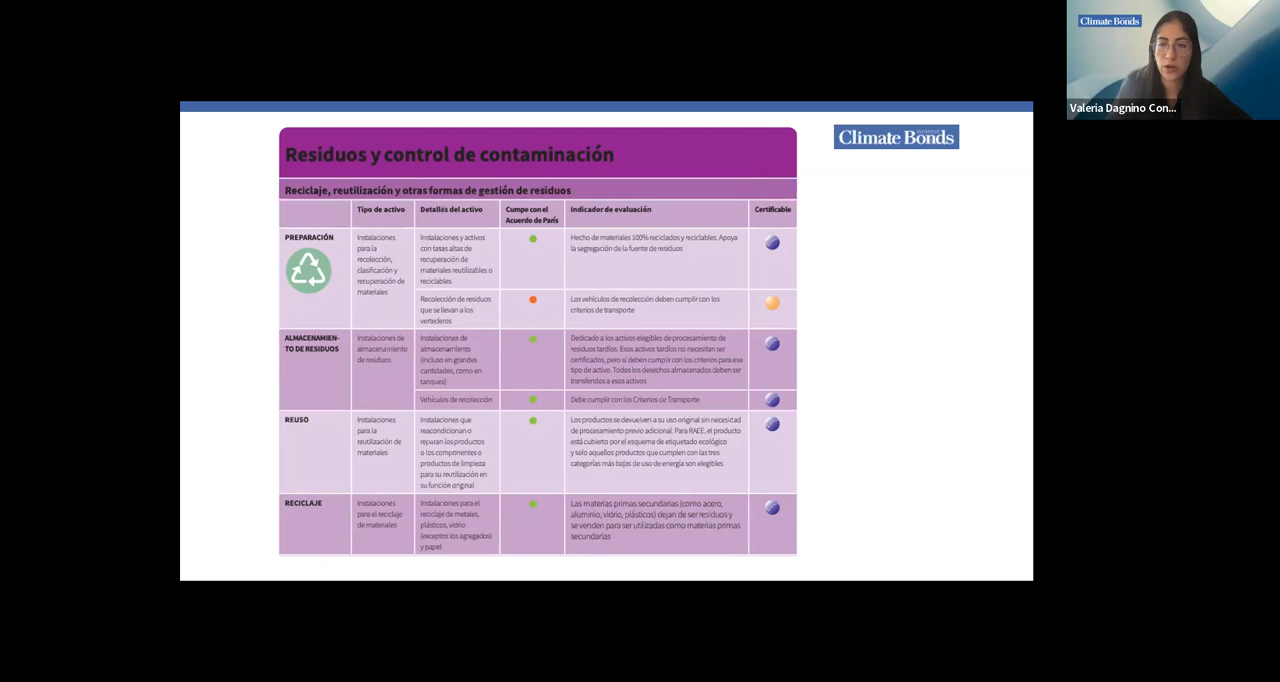 Climate Bonds
Valeria Dagnino Con...
Climate Bonds
Residuos y control de contaminación
Reciclaje, reutilización y otras formas de gestión de residuos
Tipo de activo
Detalles del activo
Cumpe con el
Acuerdo de París
Indicador de evaluación
Certificable
PREPARACIÓN
Instalaciones
para la
recolección,
clasificación y
recuperación de
materiales
Instalaciones y activos
con tasas altas de
recuperación de
materiales reutilizables o
reciclables
Hecho de materiales 100% reciclados y reciclables. Apoya
la segregación de la fuente de residuos
Recolección de residuos
que se llevan a los
vertederos
Los vehículos de recolección deben cumplir con los
criterios de transporte
ALMACENAMIEN-
TO DE RESIDUOS
Instalaciones de
almacenamiento
de residuos
Instalaciones de
almacenamiento
(incluso en grandes
cantidades, como en
tanques)
Dedicado a los activos elegibles de procesamiento de
residuos tardíos. Esos activos tardíos no necesitan ser
certificados, pero sí deben cumplir con los criterios para ese
tipo de activo. Todos los desechos almacenados deben ser
transferidos a esos activos
Vehículos de recolección
Debe cumplir con los Criterios de Transporte
REUSO
Instalaciones
para la
reutilización de
materiales
Instalaciones que
reacondicionan o
reparan los productos
o los componentes o
productos de limpieza
para su reutilización en
su función original
Los productos se devuelven a su uso original sin necesidad
de procesamiento previo adicional. Para RAEE, el producto
está cubierto por el esquema de etiquetado ecológico
y solo aquellos productos que cumplen con las tres
categorías más bajas de uso de energía son elegibles
RECICLAJE
Instalaciones
para el reciclaje
de materiales
Instalaciones para el
reciclaje de metales,
plásticos, vidrio
(exceptos los agregados)
y papel
Las materias primas secundarias (como acero,
aluminio, vidrio, plásticos) dejan de ser residuos y
se venden para ser utilizadas como materias primas
secundarias